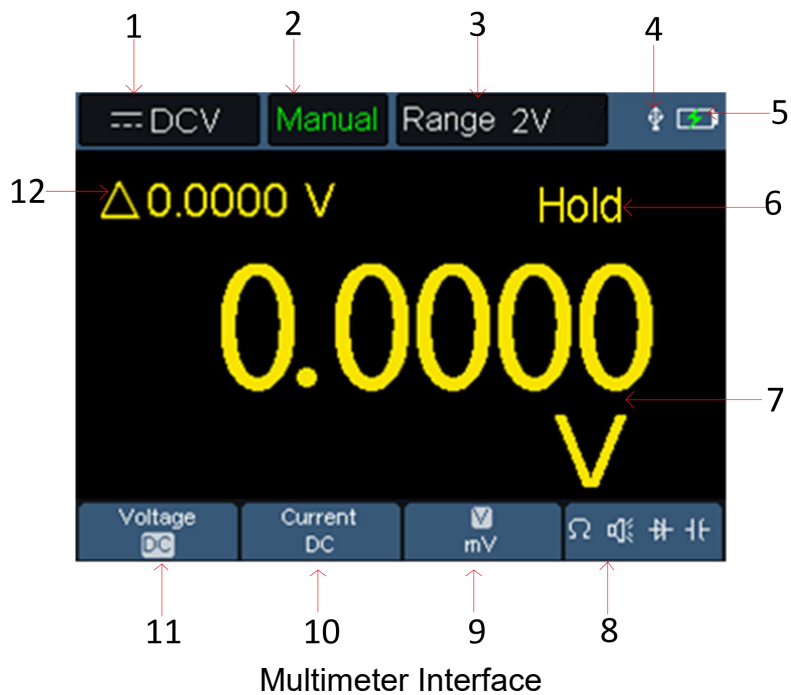 1 2 3 4
DCV Manual Range 2V 5
12 △0.0000 V Hold 6
0.0000
7
V
Voltage Current V Ω
DC DC mV
11 10 9 8
Multimeter Interface